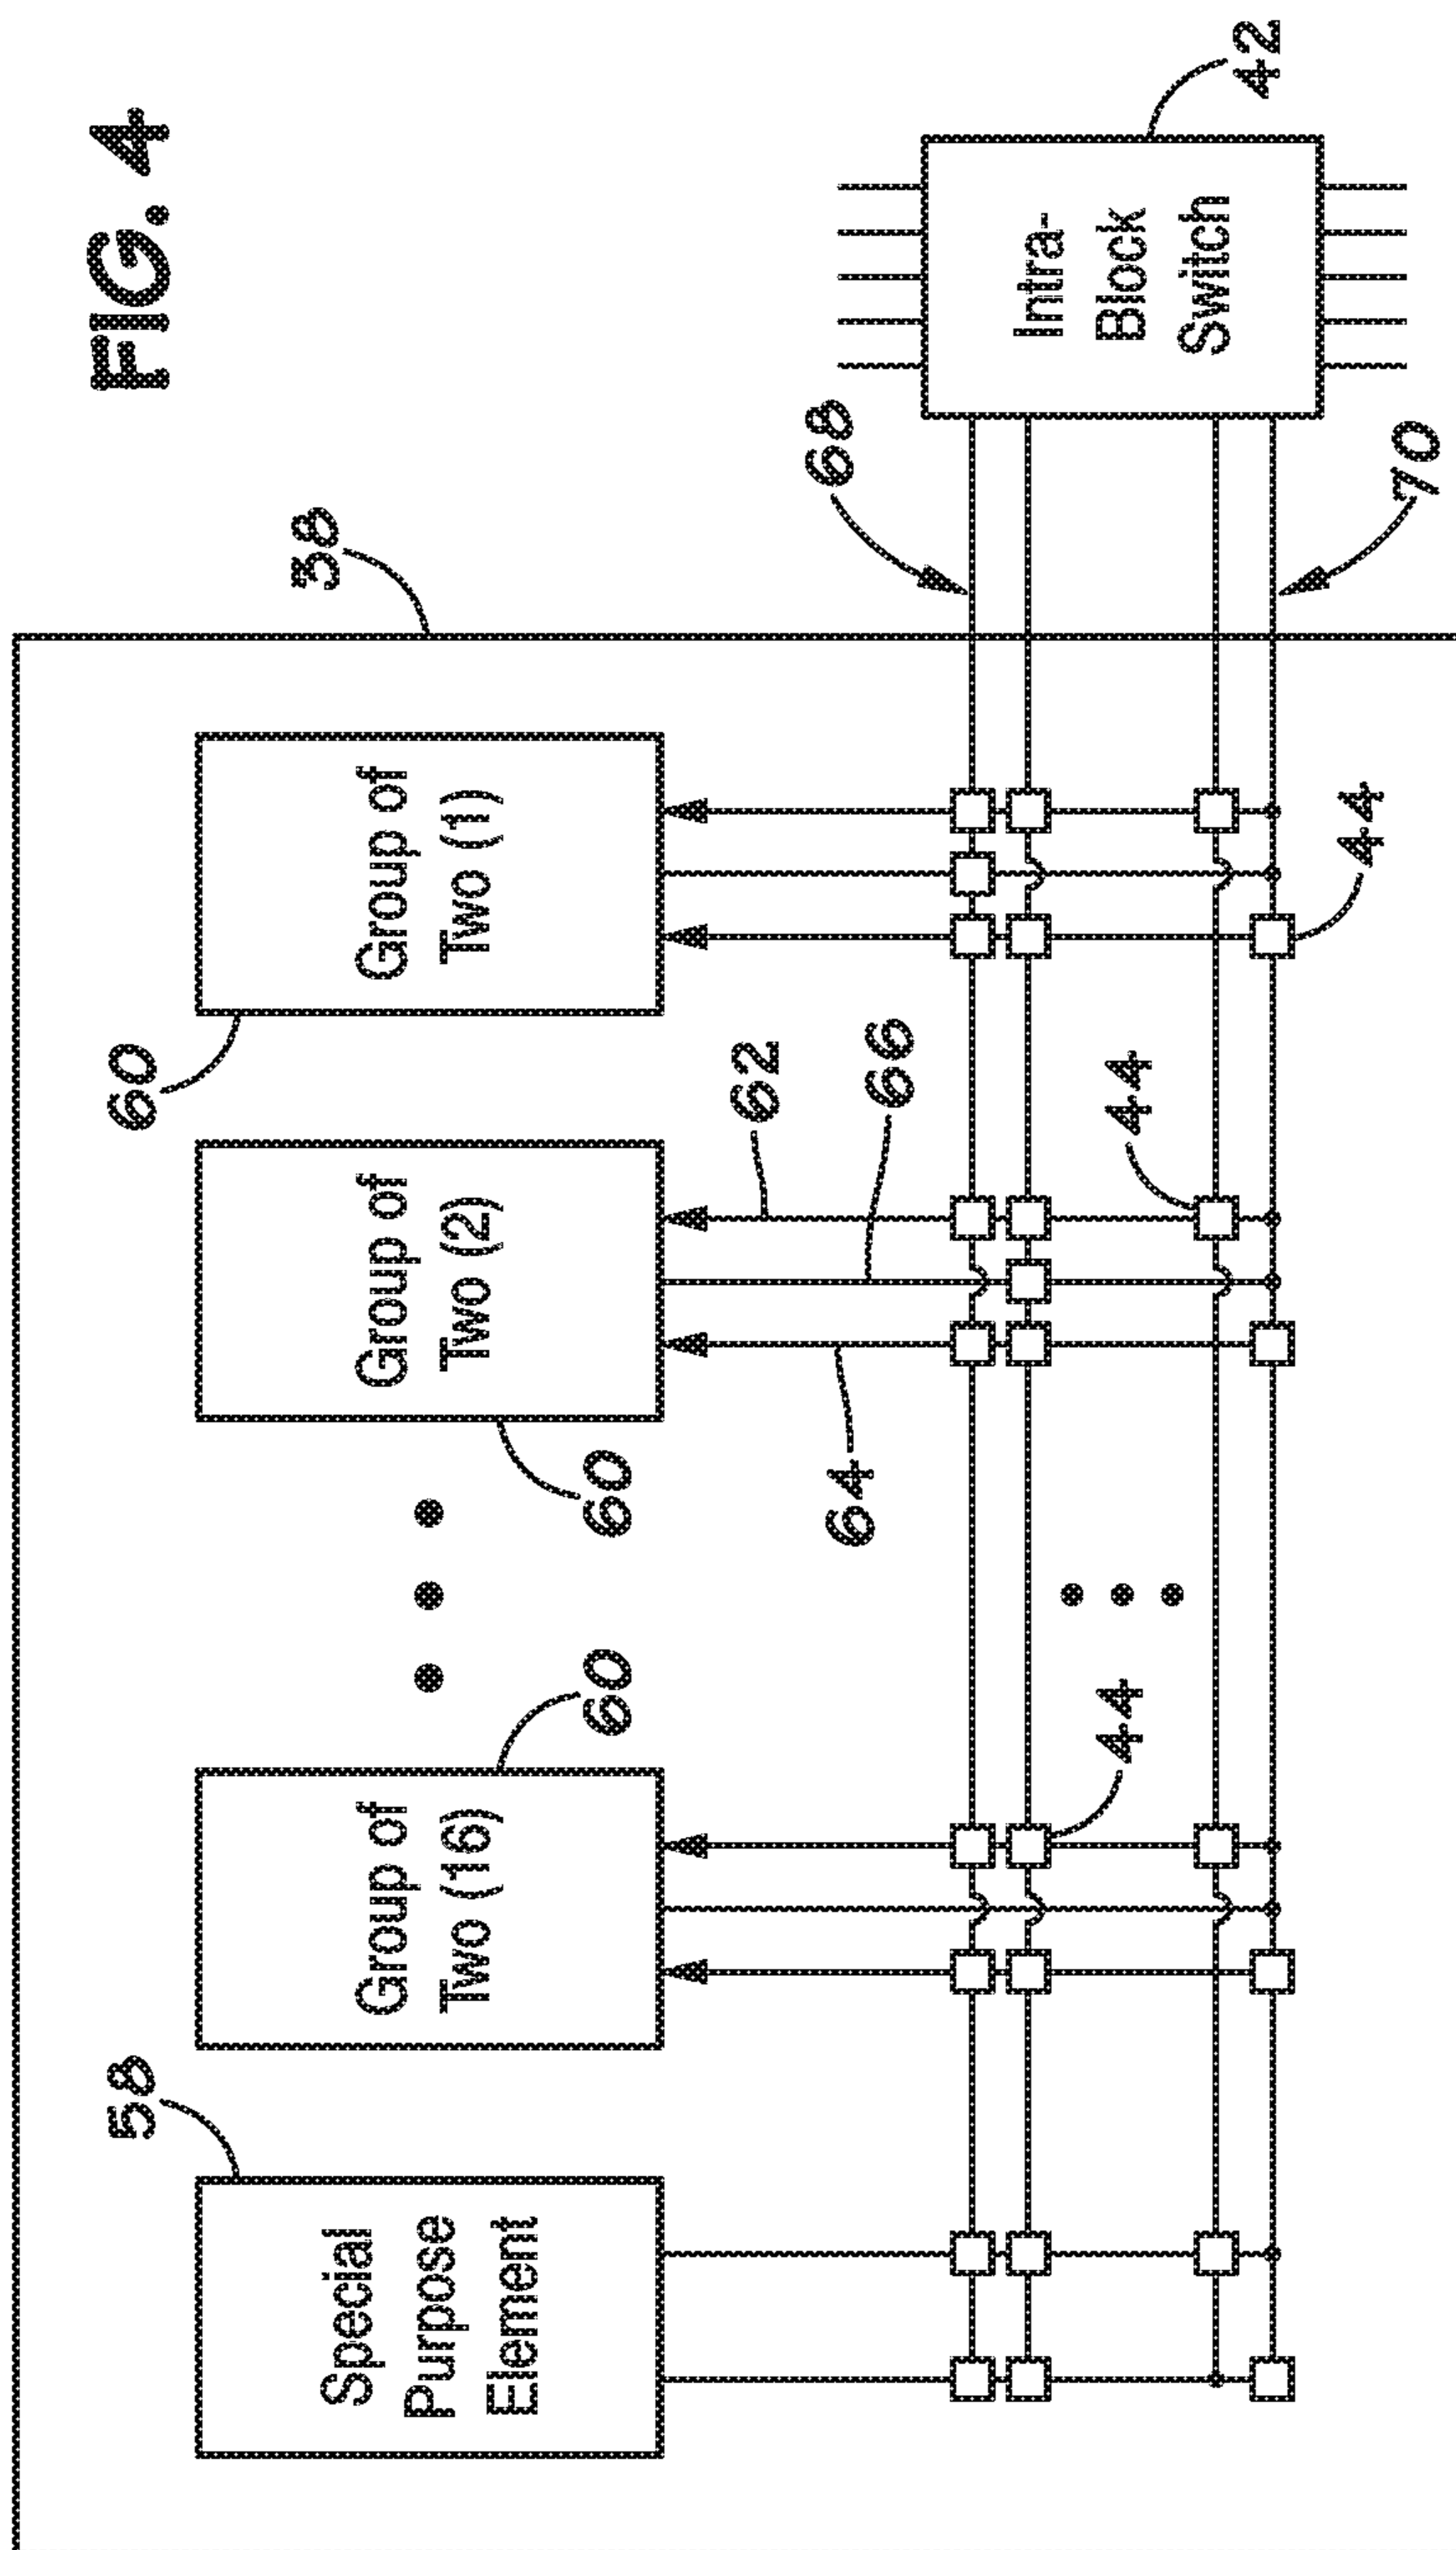 FIG. 4
38
58
60
60
60
Special
Purpose
Element
Group of
Two (16)
Group of
Two (2)
Group of
Two (1)
62
66
64
68
44
44
44
70
Intra-
Block
Switch
42